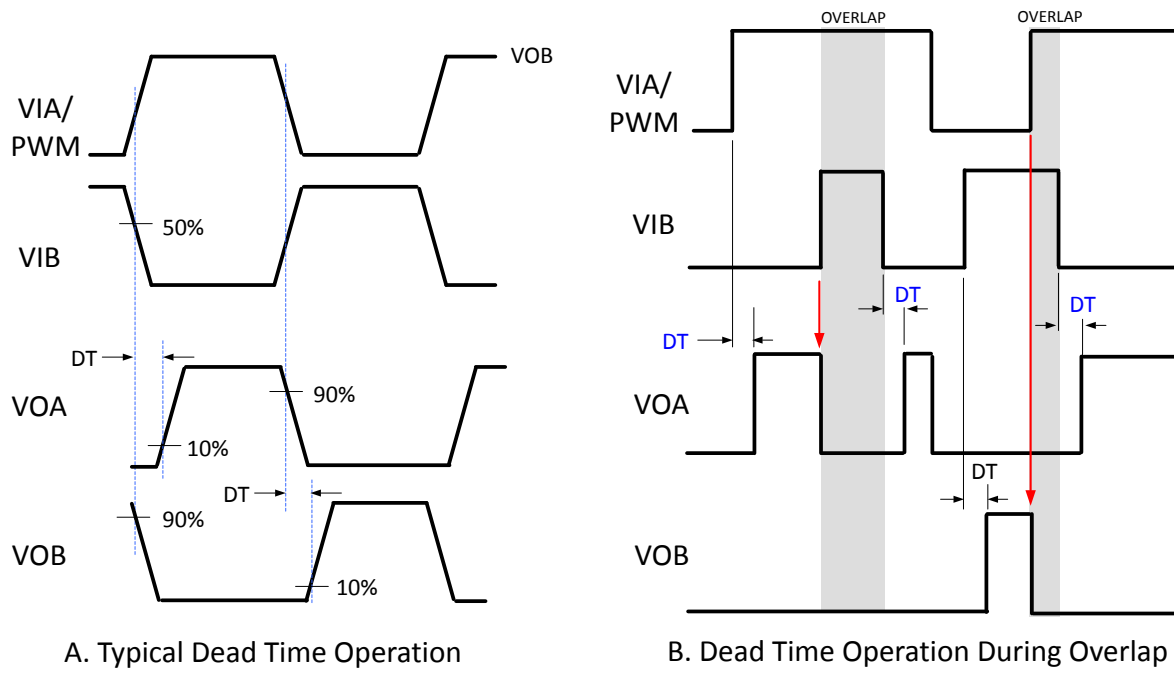 VOB
VIA/
PWM
50%
VIB
DT
VOA
90%
10%
DT
90%
VOB
10%
A. Typical Dead Time Operation
OVERLAP
OVERLAP
VIA/
PWM
VIB
DT
DT
DT
VOA
DT
VOB
B. Dead Time Operation During Overlap